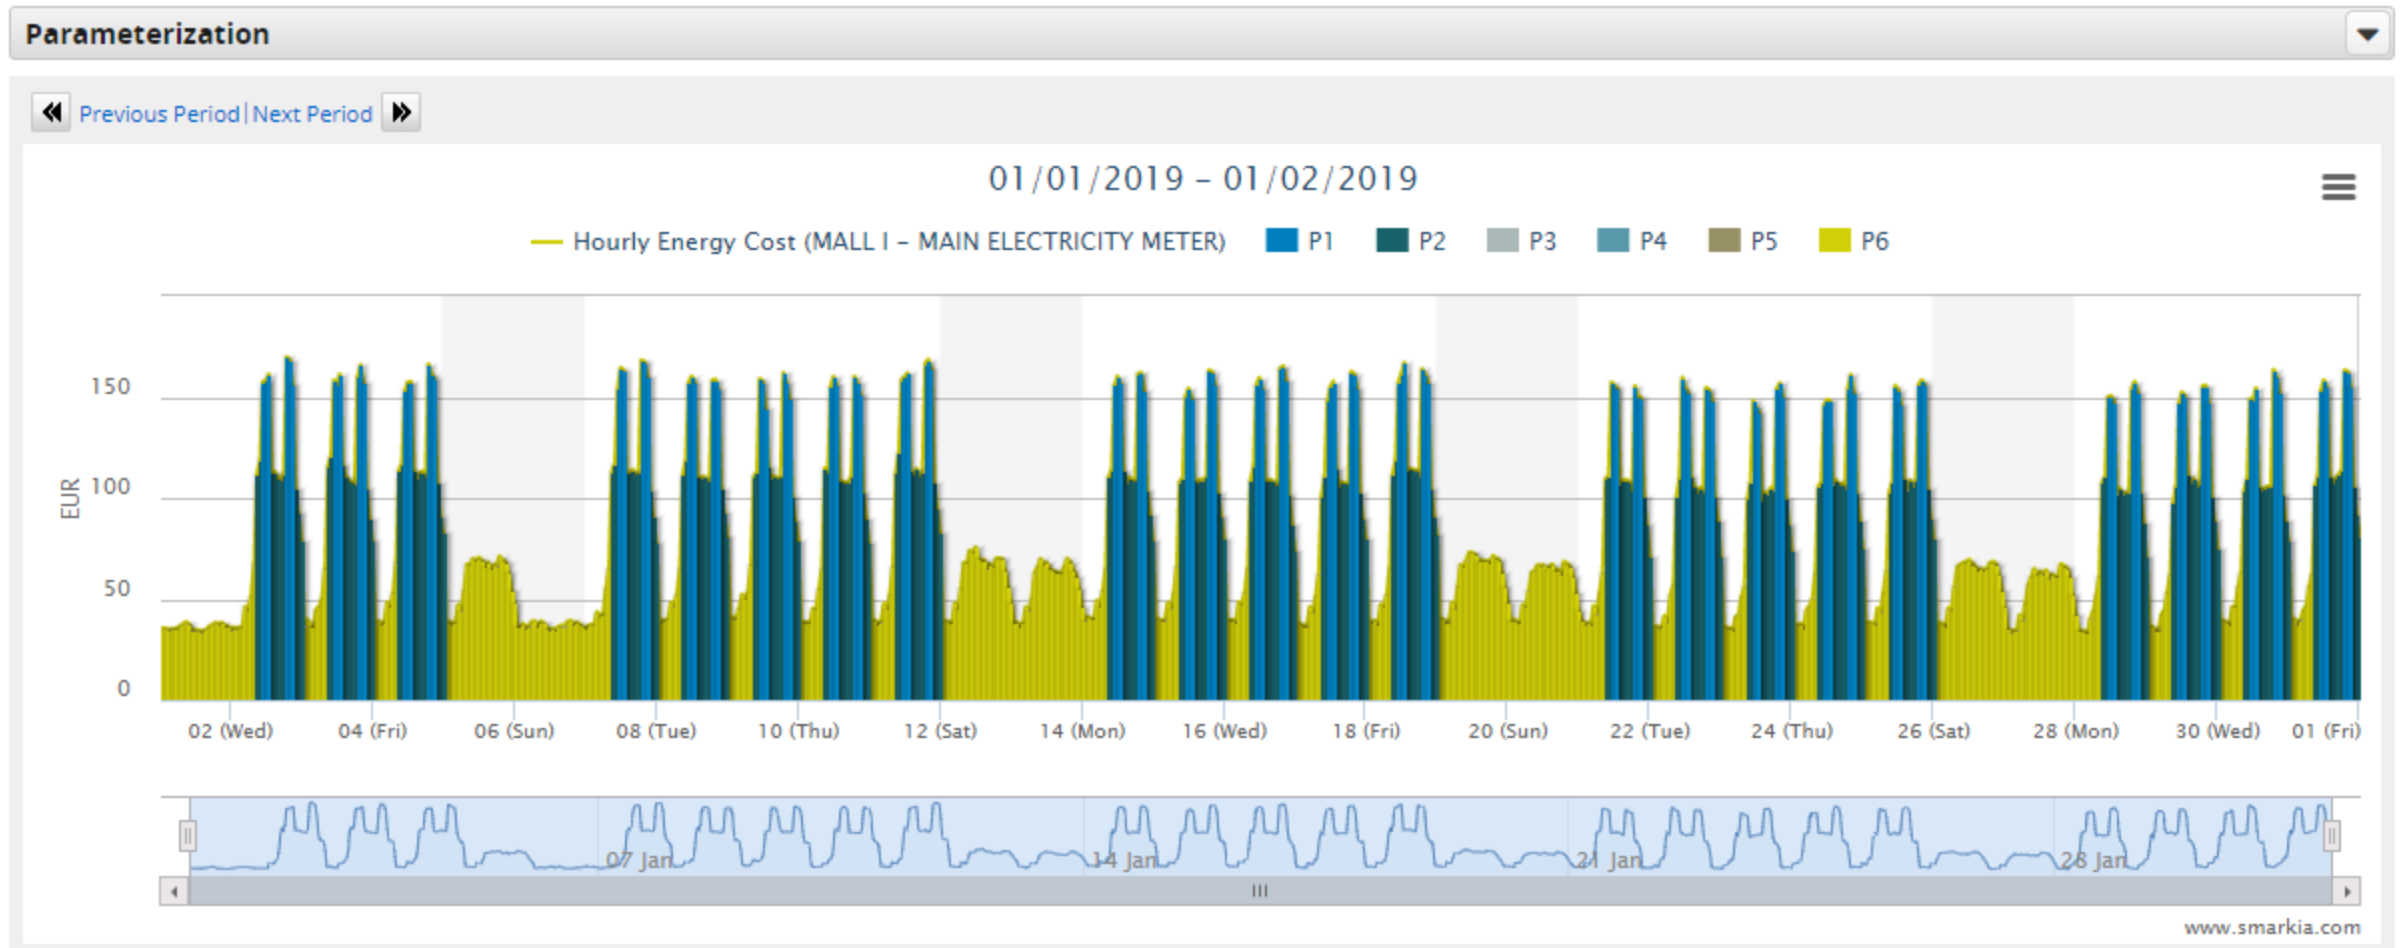 Parameterization
Previous Period|Next Period
01/01/2019 – 01/02/2019
Hourly Energy Cost (MALL I – MAIN ELECTRICITY METER) P1 P2 P3 P4 P5 P6
EUR
150
100
50
0
02 (Wed) 04 (Fri) 06 (Sun) 08 (Tue) 10 (Thu) 12 (Sat) 14 (Mon) 16 (Wed) 18 (Fri) 20 (Sun) 22 (Tue) 24 (Thu) 26 (Sat) 28 (Mon) 30 (Wed) 01 (Fri)
07 Jan 14 Jan 21 Jan 28 Jan
www.smarkia.com